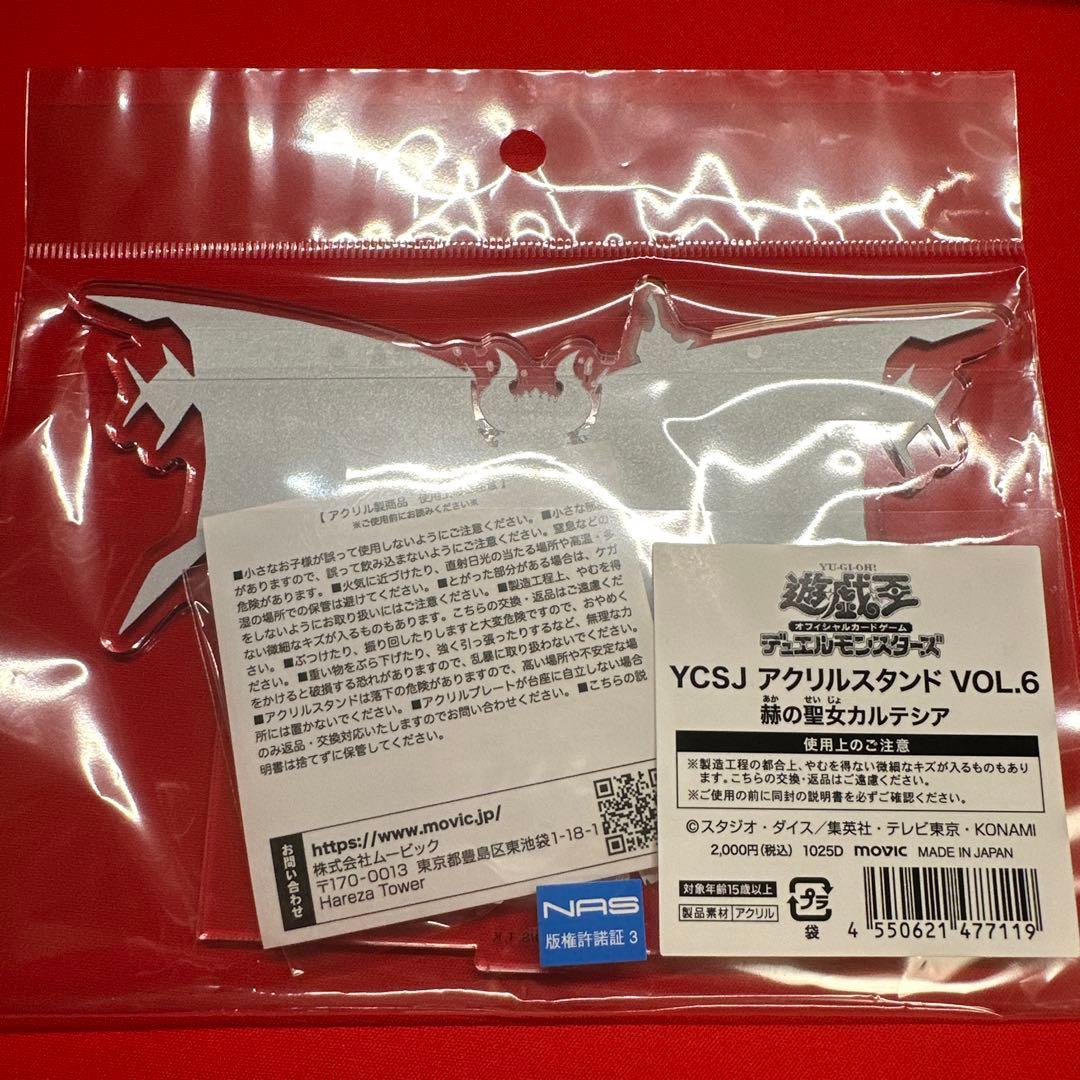 【アクリル製商品 使用上
※ご使用前にお読みください※
■小さなお子様が誤って使用しないようにご注意ください。■小さな部
がありますので、誤って飲み込まないようにご注意ください。窒息などの
危険があります。■火気に近づけたり、直射日光の当たる場所や高温・多
湿の場所での保管は避けてください。■とがった部分がある場合は、ケガ
をしないようにお取り扱いにはご注意ください。■製造工程上、やむを得
ない微細なキズが入るものもあります。こちらの交換・返品はご遠慮くだ
さい。■ぶつけたり、振り回したりしますと大変危険ですので、おやめく
ださい。■重い物をぶら下げたり、強く引っ張ったりするなど、無理な力
をかけると破損する恐れがありますので、乱暴に取り扱わないでください。
■アクリルスタンドは落下の危険がありますので、高い場所や不安定な場
所には置かないでください。■アクリルプレートが台座に自立しない場合
のみ返品・交換対応いたしますのでお問い合わせください。■こちらの説
明書は捨てずに保管してください。
お問い合わせ
https://www.movic.jp/
株式会社ムービック
〒170-0013 東京都豊島区東池袋1-18-1
Hareza Tower
NAS
版権許諾証 3
YU-GI-OH!
遊戯王
オフィシャルカードゲーム
デュエルモンスターズ
YCSJ アクリルスタンド VOL.6
あか せいじょ
赫の聖女カルテシア
使用上のご注意
※製造工程の都合上、やむを得ない微細なキズが入るものもあり
ます。こちらの交換・返品はご遠慮ください。
※ご使用の前に同封の説明書を必ずご確認ください。
©スタジオ・ダイス／集英社・テレビ東京・KONAMI
2,000円(税込) 1025D movic MADE IN JAPAN
対象年齢15歳以上
製品素材 アクリル
プラ
袋
4 550621 477119